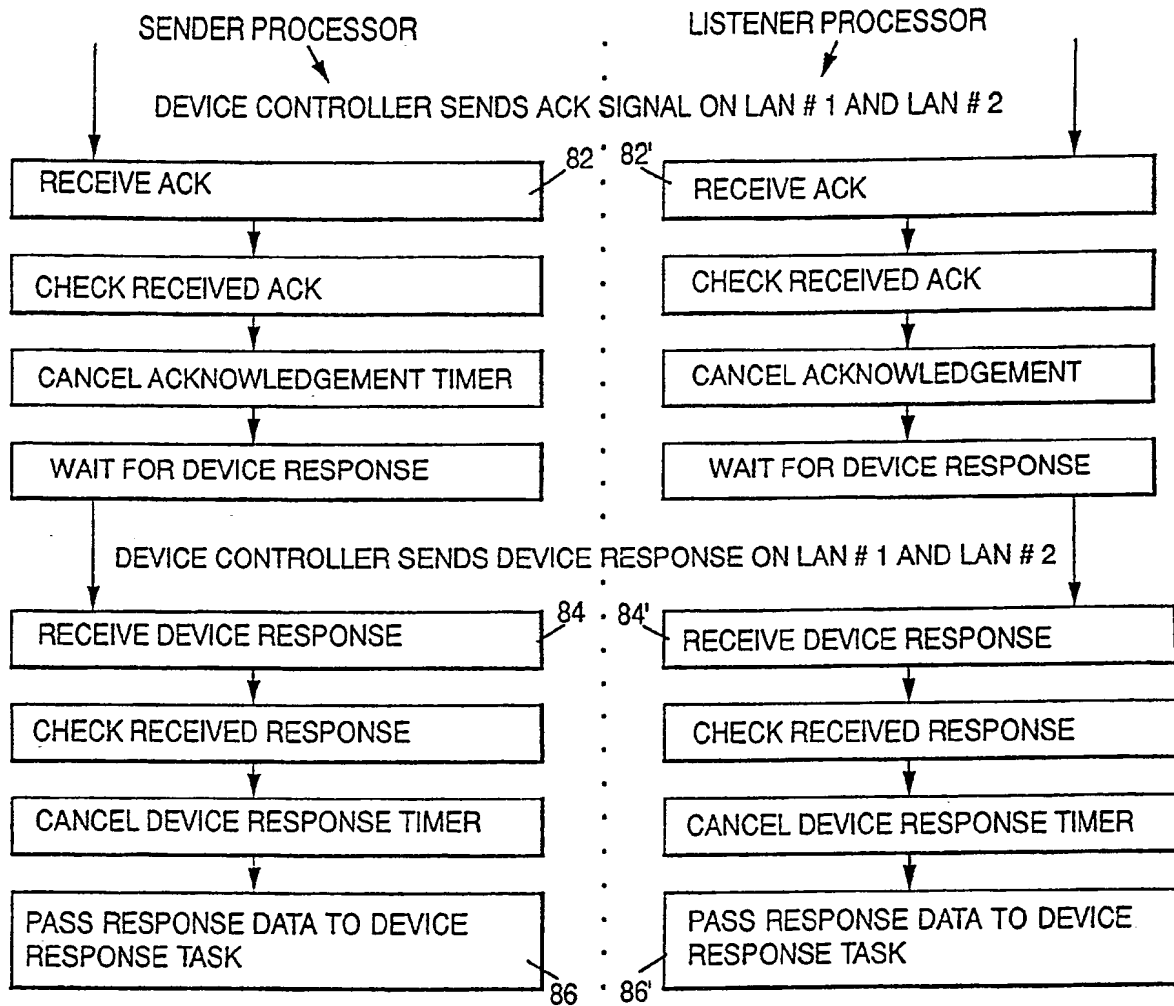 SENDER PROCESSOR
LISTENER PROCESSOR
DEVICE CONTROLLER SENDS ACK SIGNAL ON LAN # 1 AND LAN # 2
RECEIVE ACK
82
82'
RECEIVE ACK
CHECK RECEIVED ACK
CHECK RECEIVED ACK
CANCEL ACKNOWLEDGEMENT TIMER
CANCEL ACKNOWLEDGEMENT
WAIT FOR DEVICE RESPONSE
WAIT FOR DEVICE RESPONSE
DEVICE CONTROLLER SENDS DEVICE RESPONSE ON LAN # 1 AND LAN # 2
RECEIVE DEVICE RESPONSE
84
84'
RECEIVE DEVICE RESPONSE
CHECK RECEIVED RESPONSE
CHECK RECEIVED RESPONSE
CANCEL DEVICE RESPONSE TIMER
CANCEL DEVICE RESPONSE TIMER
PASS RESPONSE DATA TO DEVICE
RESPONSE TASK
86
PASS RESPONSE DATA TO DEVICE
RESPONSE TASK
86'